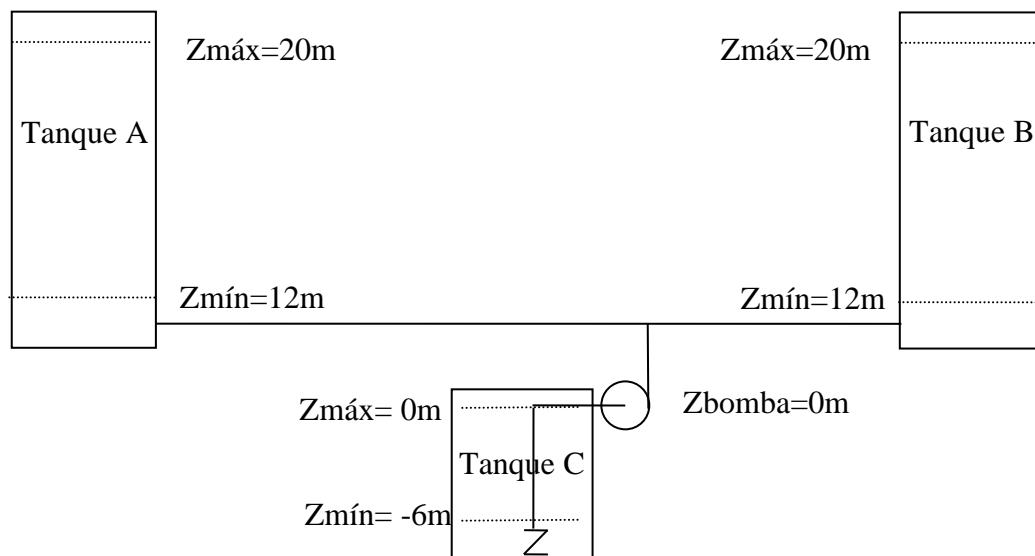 Zmáx=20m
Zmáx=20m
Tanque A
Tanque B
Zmín=12m
Zmín=12m
Zmáx= 0m
Zbomba=0m
Tanque C
Zmín= -6m